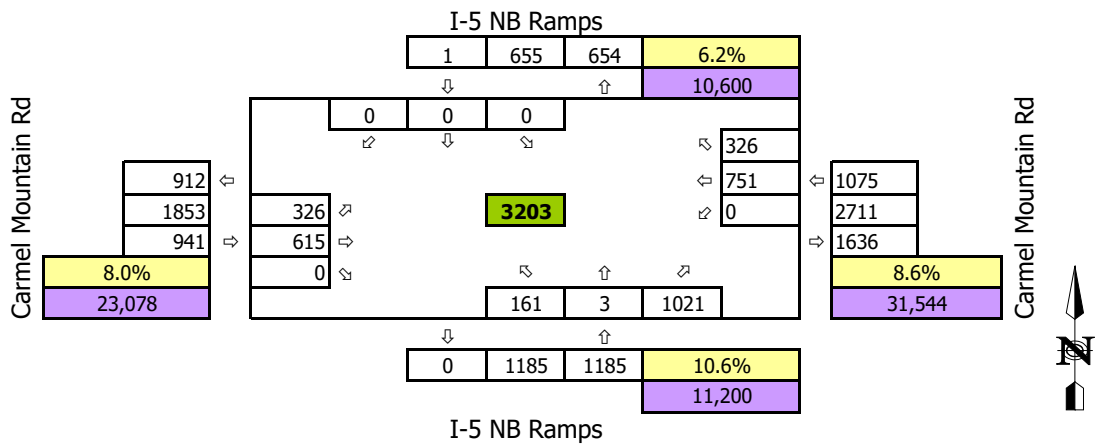 I-5 NB Ramps
1 655 654 6.2%
⇩ ⇧ 10,600
0 0 0
⬃ ⇩ ⬂
Carmel Mountain Rd
912 ⇦
1853
941 ⇨
8.0%
23,078
326 ⬀
615 ⇨
0 ⬂
3203
⬁ 326
⇦ 751
⬃ 0
⇦ 1075
2711
⇨ 1636
8.6%
31,544
Carmel Mountain Rd
⬁ ⇧ ⬀
161 3 1021
⇩ ⇧
0 1185 1185 10.6%
11,200
I-5 NB Ramps
N